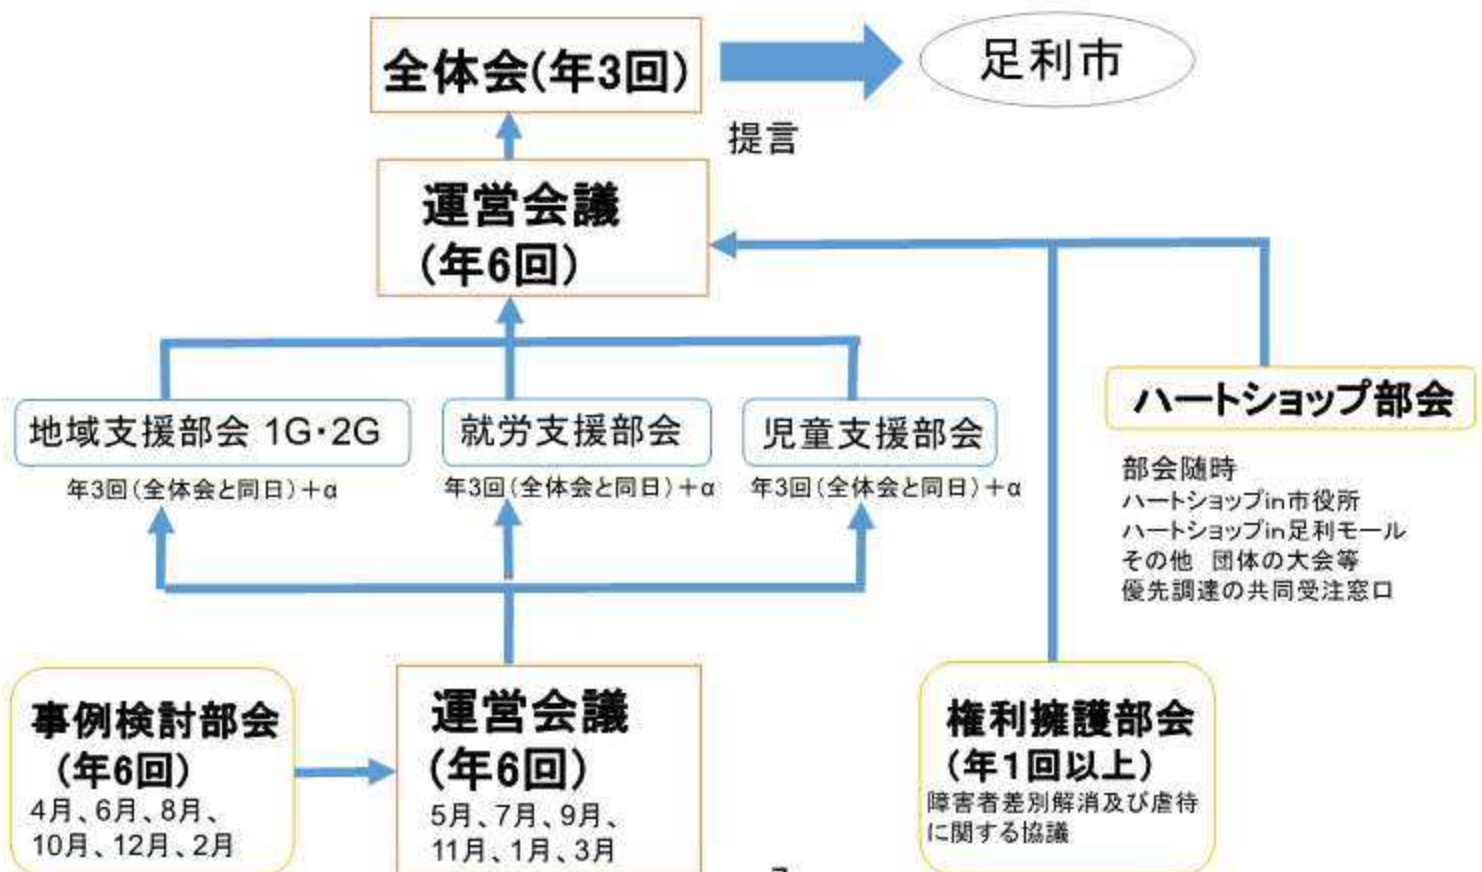 全体会(年3回)
足利市
提言
運営会議
(年6回)
地域支援部会 1G・2G
年3回(全体会と同日)+α
就労支援部会
年3回(全体会と同日)+α
児童支援部会
年3回(全体会と同日)+α
ハートショップ部会
部会随時
ハートショップin市役所
ハートショップin足利モール
その他 団体の大会等
優先調達の共同受注窓口
事例検討部会
(年6回)
4月、6月、8月、
10月、12月、2月
運営会議
(年6回)
5月、7月、9月、
11月、1月、3月
権利擁護部会
(年1回以上)
障害者差別解消及び虐待
に関する協議